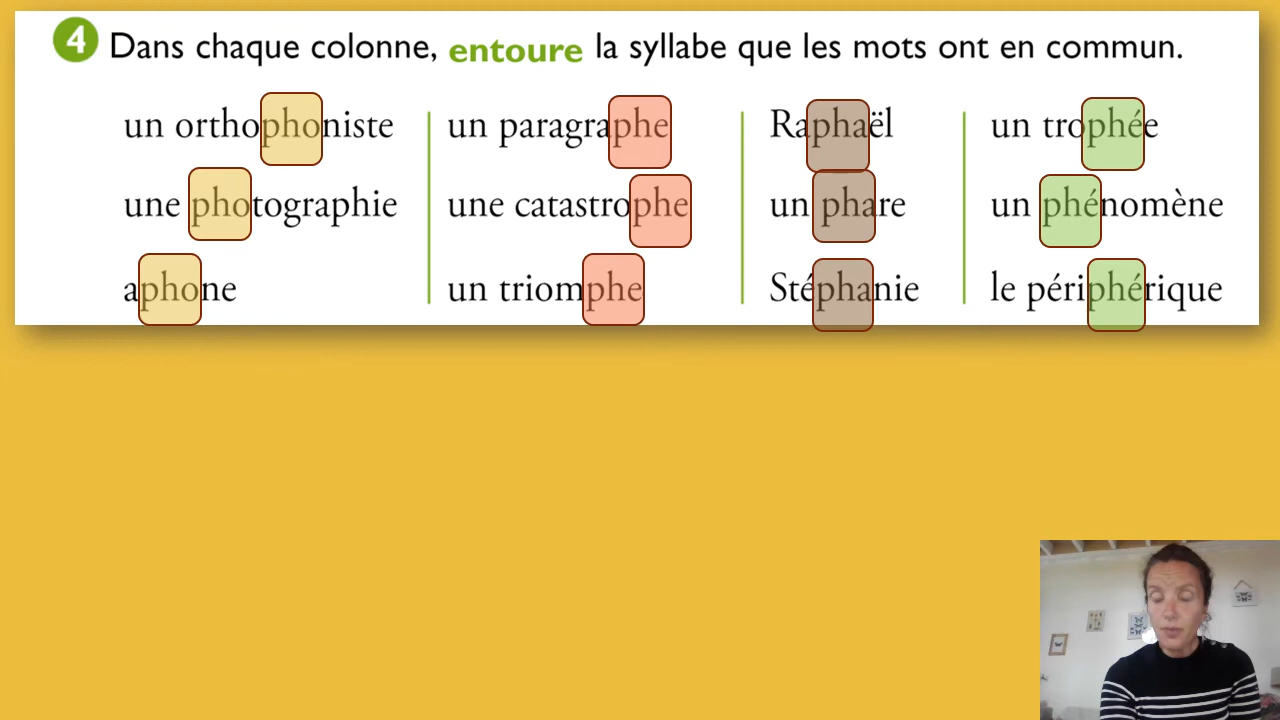 4 Dans chaque colonne, entoure la syllabe que les mots ont en commun.
un orthophoniste
une photographie
aphone
un paragraphe
une catastrophe
un triomphe
Raphaël
un phare
Stéphanie
un trophée
un phénomène
le périphérique